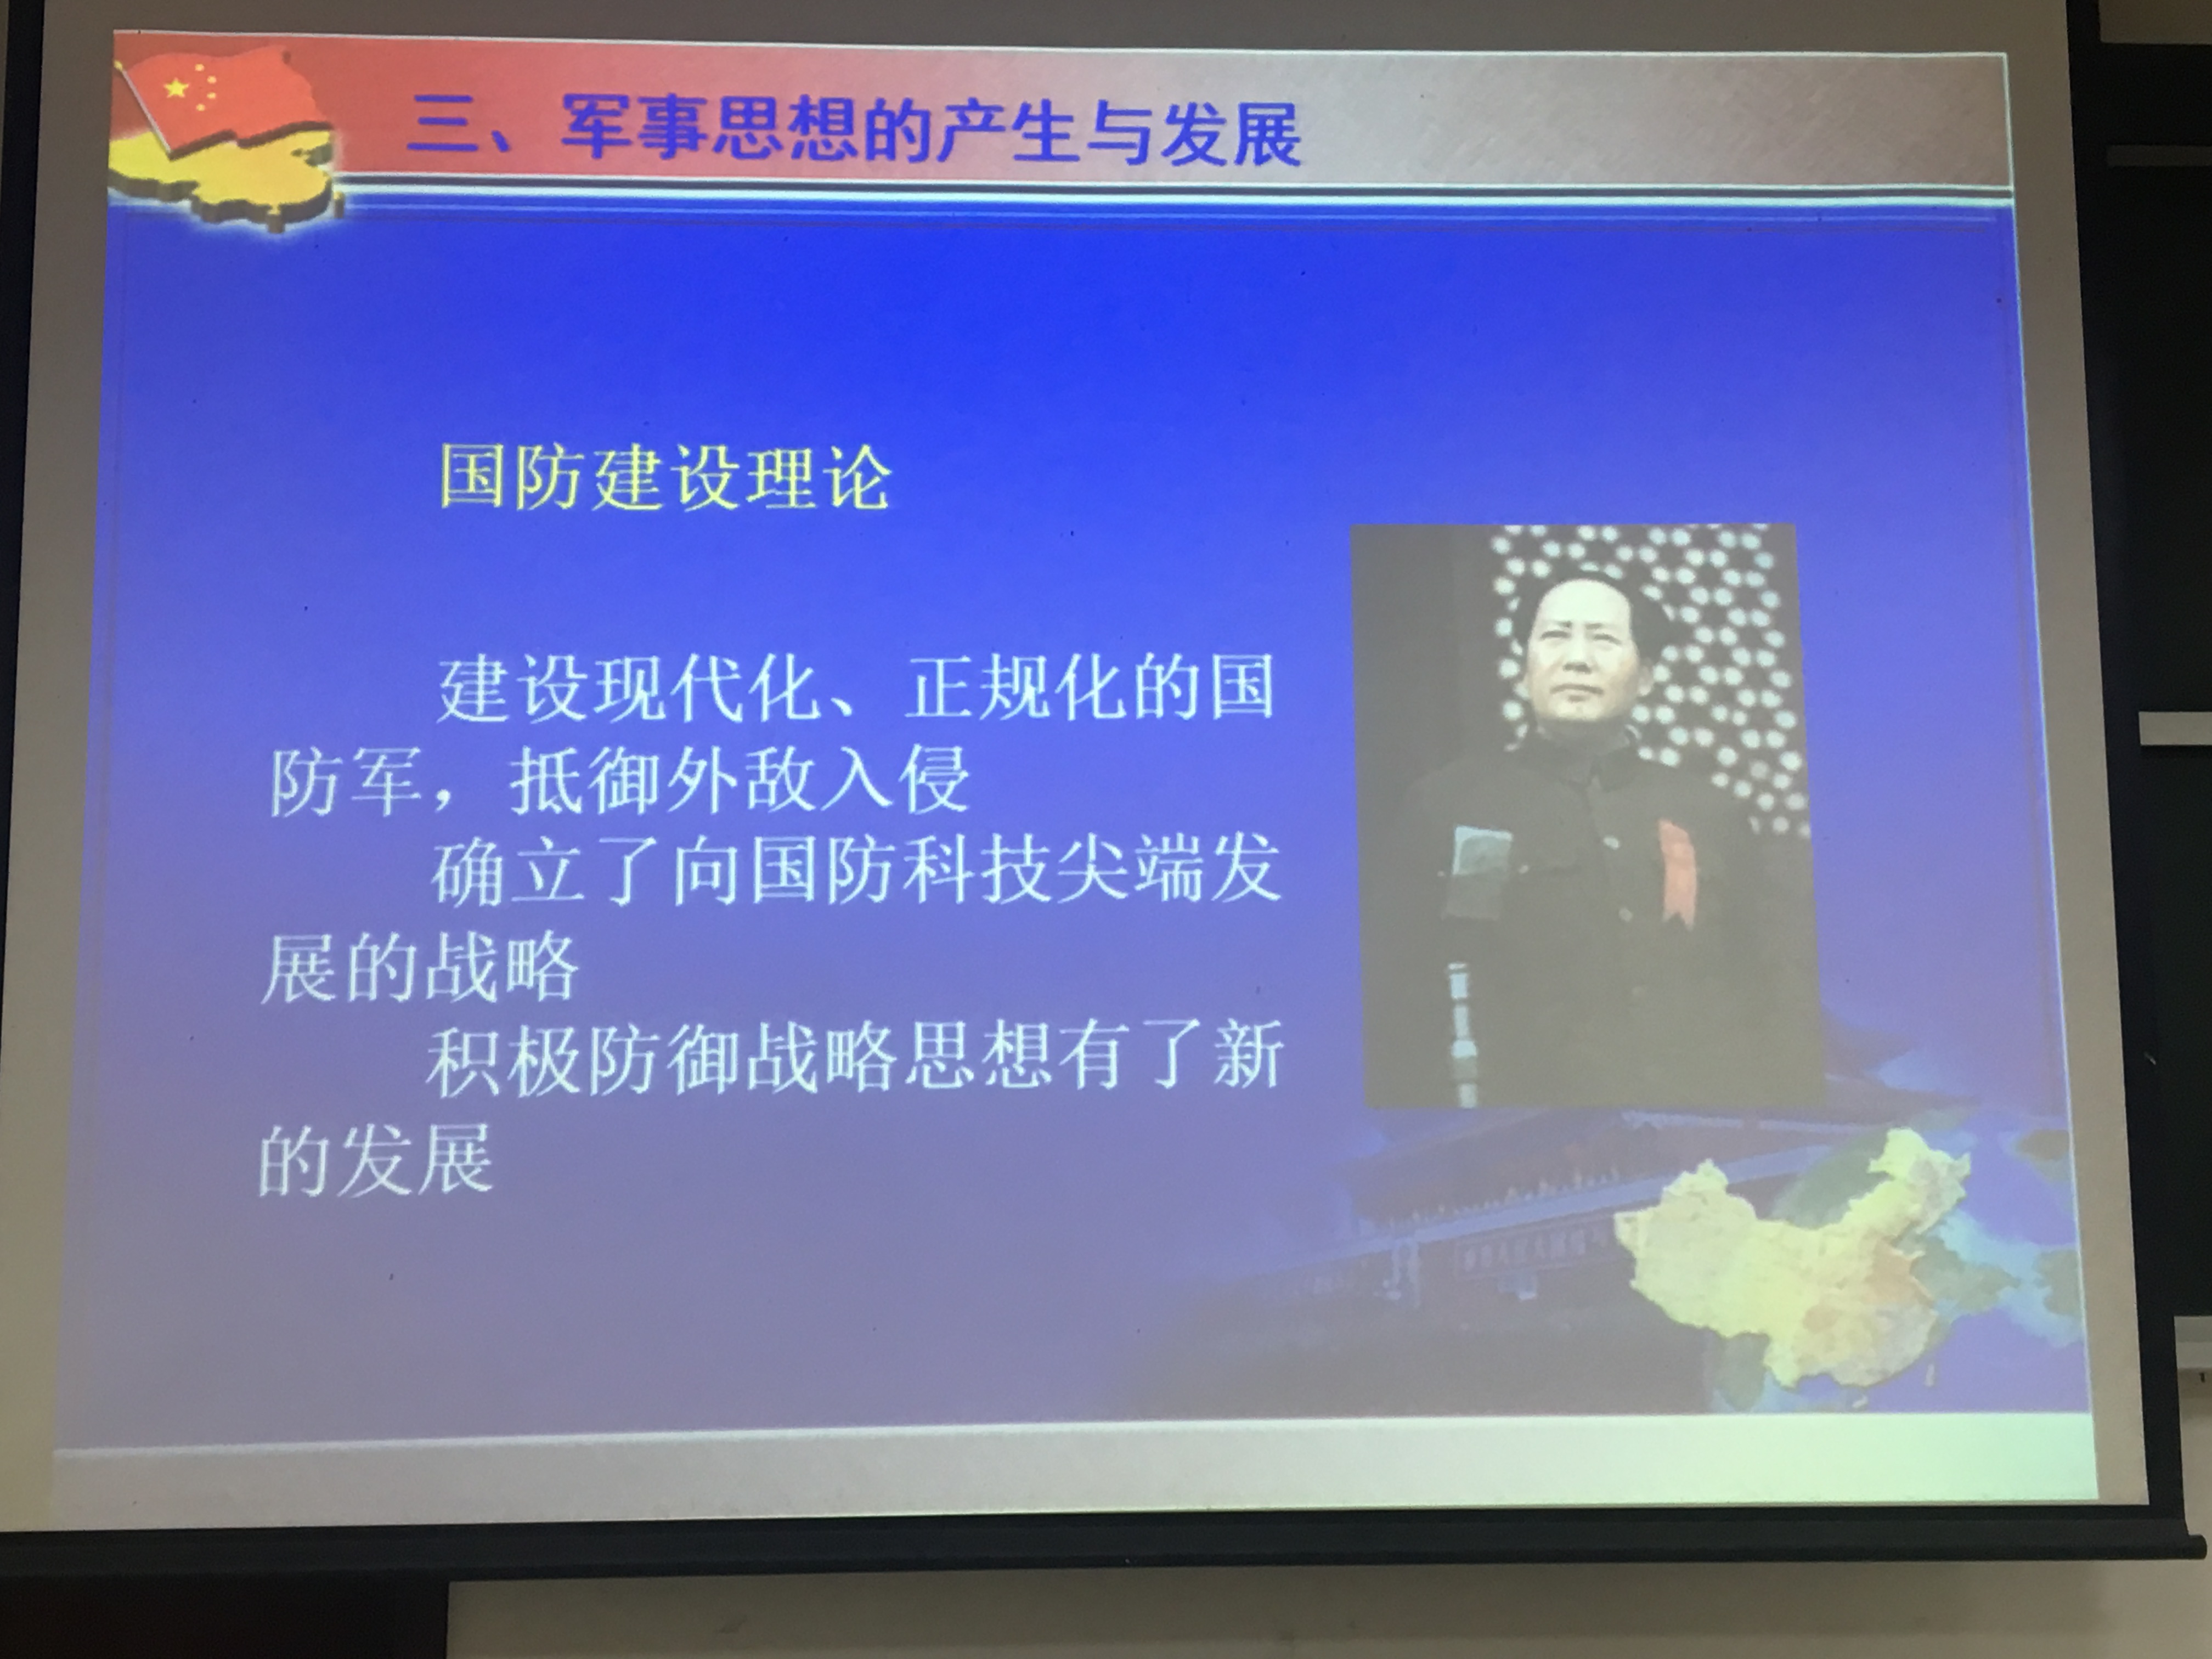 三、军事思想的产生与发展
国防建设理论
建设现代化、正规化的国
防军，抵御外敌入侵
确立了向国防科技尖端发
展的战略
积极防御战略思想有了新
的发展